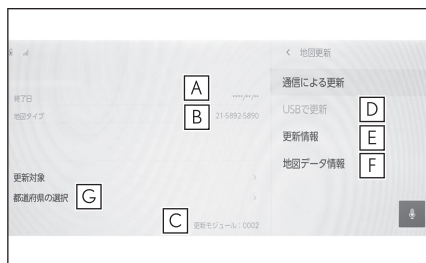 地図更新
A
通信による更新
終了日
----/--/--
B
地図タイプ
21-5892-5890
USBで更新
D
更新情報
E
地図データ情報
F
更新対象
都道府県の選択
G
C
更新モジュール：0002